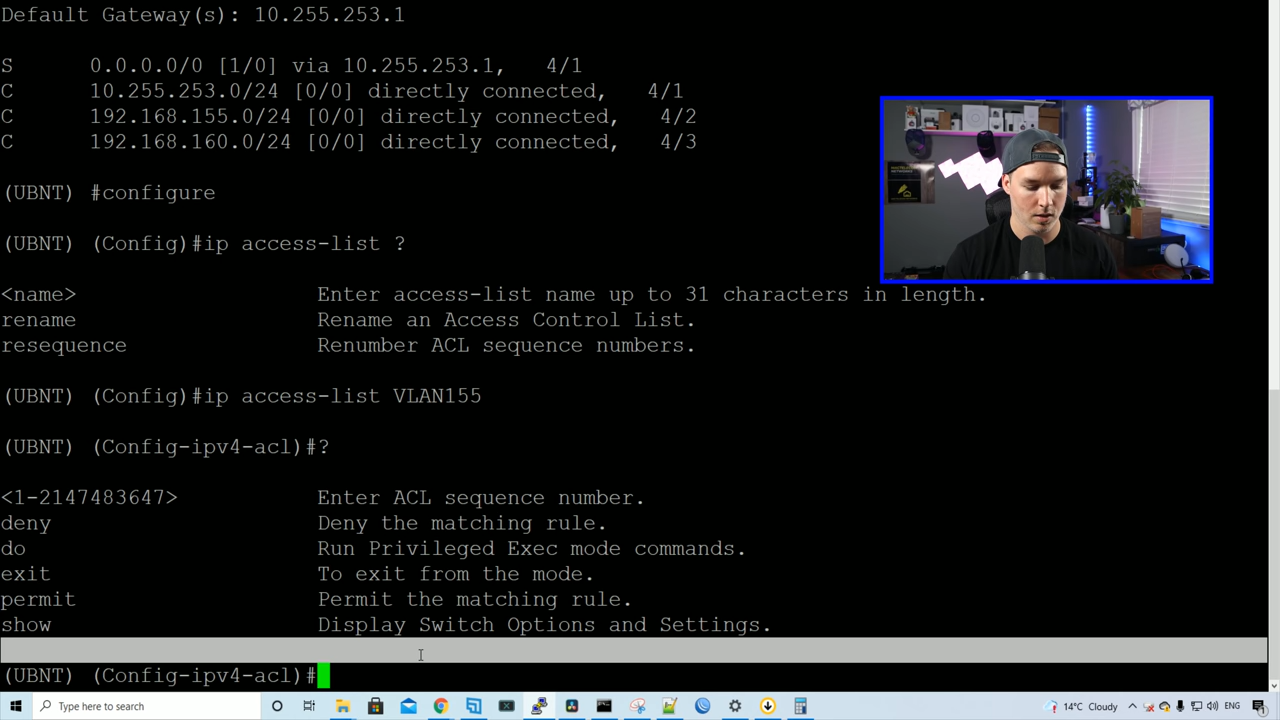 Default Gateway(s): 10.255.253.1
S 0.0.0.0/0 [1/0] via 10.255.253.1, 4/1
C 10.255.253.0/24 [0/0] directly connected, 4/1
C 192.168.155.0/24 [0/0] directly connected, 4/2
C 192.168.160.0/24 [0/0] directly connected, 4/3
(UBNT) #configure
(UBNT) (Config)#ip access-list ?
<name> Enter access-list name up to 31 characters in length.
rename Rename an Access Control List.
resequence Renumber ACL sequence numbers.
(UBNT) (Config)#ip access-list VLAN155
(UBNT) (Config-ipv4-acl)#?
<1-2147483647> Enter ACL sequence number.
deny Deny the matching rule.
do Run Privileged Exec mode commands.
exit To exit from the mode.
permit Permit the matching rule.
show Display Switch Options and Settings.
(UBNT) (Config-ipv4-acl)#
Type here to search
14°C Cloudy
ENG